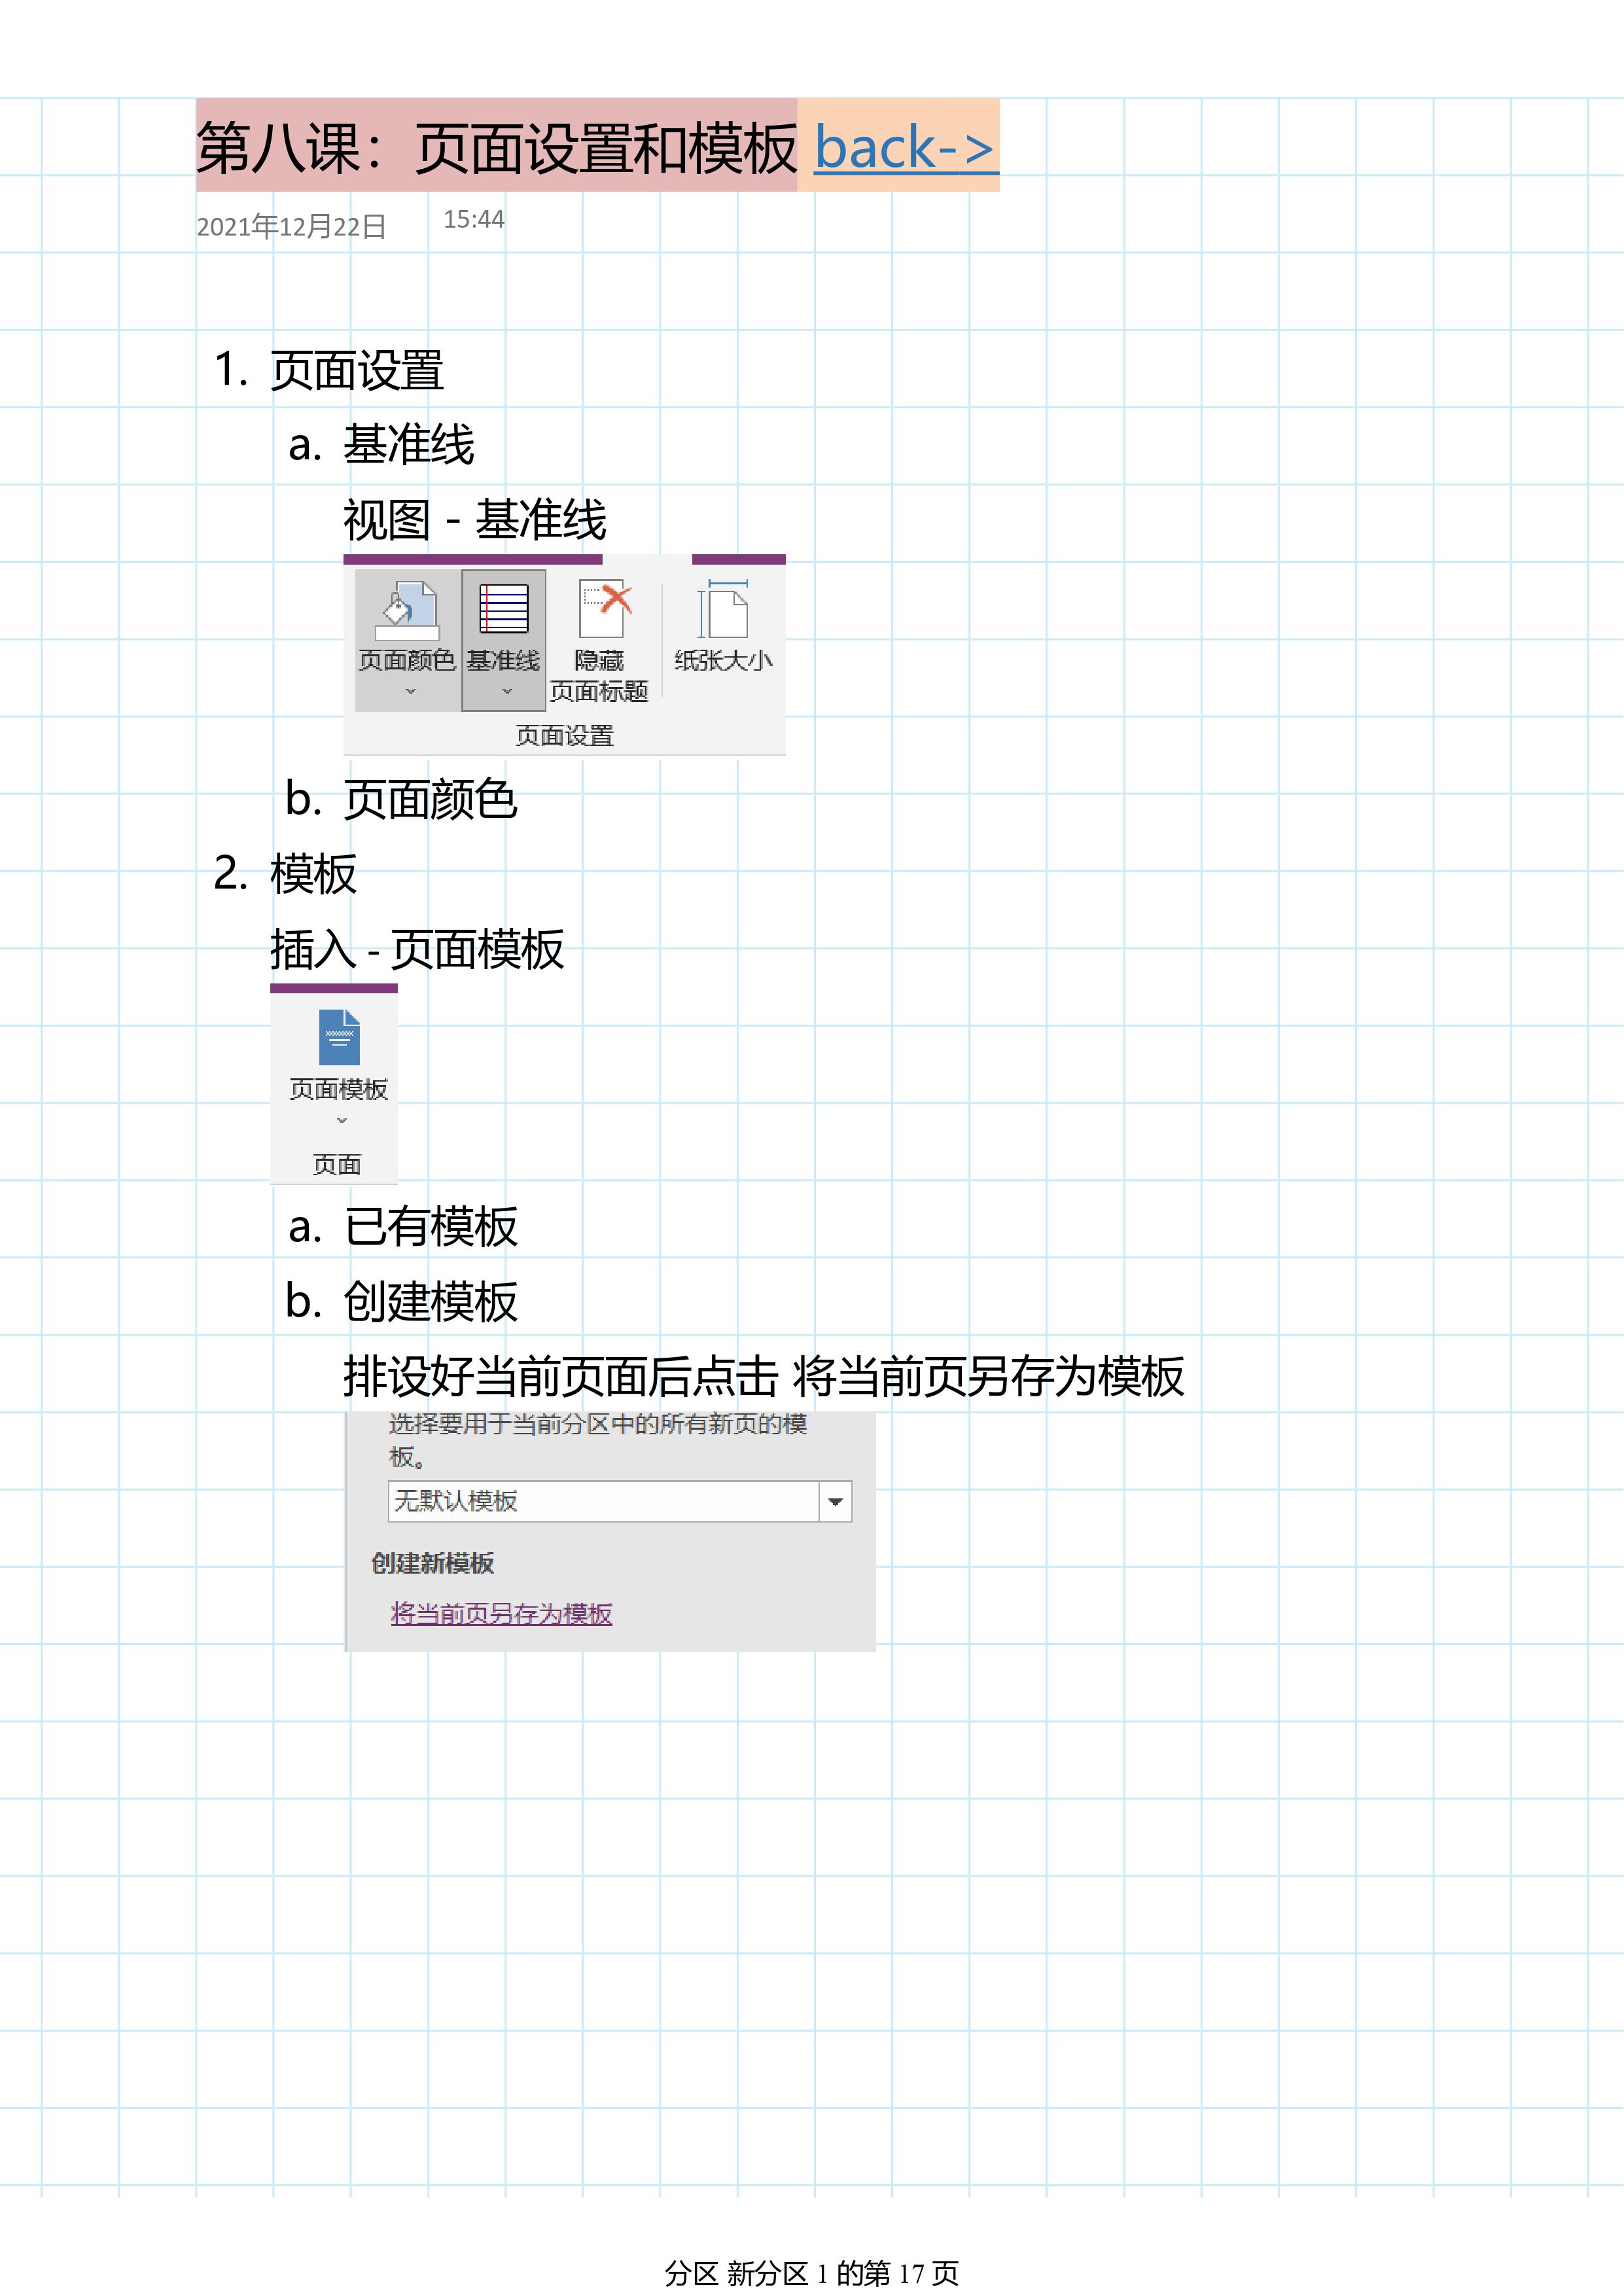 第八课：页面设置和模板 back->
2021年12月22日 15:44
1. 页面设置
a. 基准线
视图 - 基准线
页面颜色 基准线 隐藏 纸张大小
页面标题
页面设置
b. 页面颜色
2. 模板
插入 - 页面模板
页面模板
页面
a. 已有模板
b. 创建模板
排设好当前页面后点击 将当前页另存为模板
选择要用于当前分区中的所有新页的模
板。
无默认模板
创建新模板
将当前页另存为模板
分区 新分区 1 的第 17 页